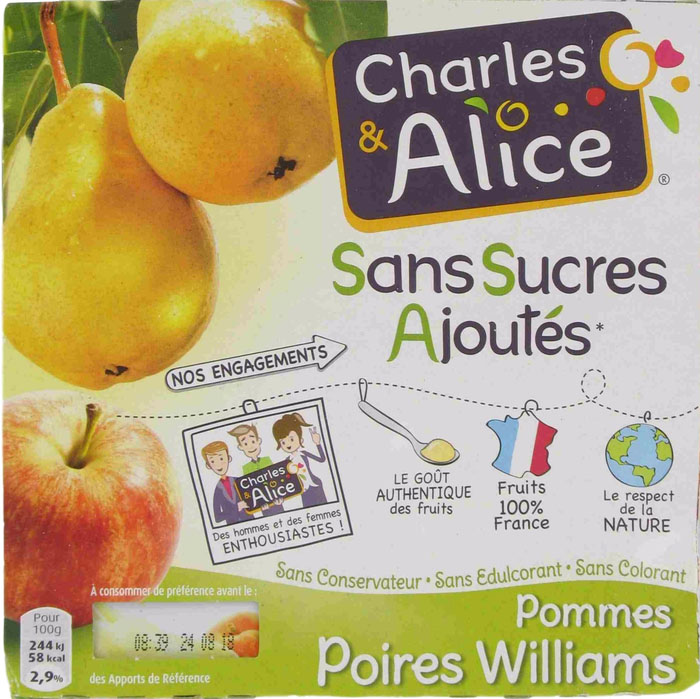 Charles
& Alice
®
Sans Sucres
Ajoutés*
NOS ENGAGEMENTS
Charles
& Alice
Des hommes et des femmes
ENTHOUSIASTES !
LE GOÛT
AUTHENTIQUE
des fruits
Fruits
100%
France
Le respect
de la
NATURE
Sans Conservateur • Sans Edulcorant • Sans Colorant
Pommes
Poires Williams
À consommer de préférence avant le :
08:39 24 08 18
Pour
100g
244 kJ
58 kcal
2,9%
des Apports de Référence